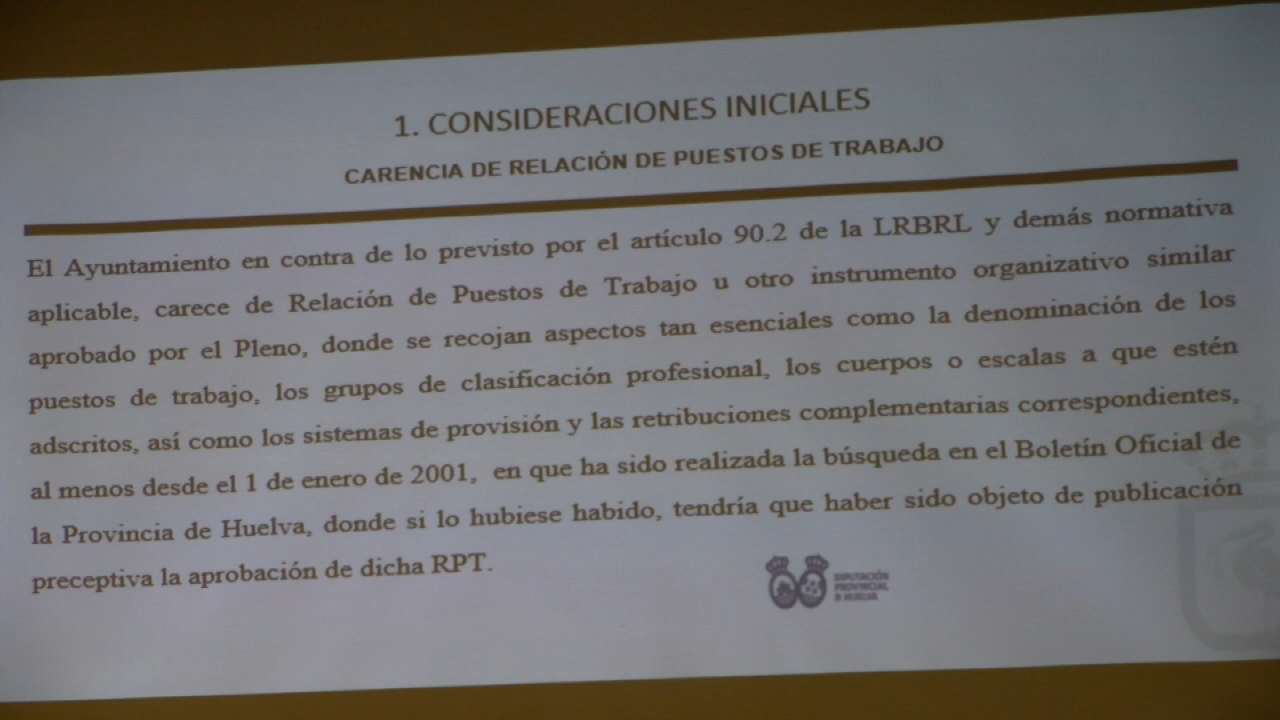 1. CONSIDERACIONES INICIALES
CARENCIA DE RELACIÓN DE PUESTOS DE TRABAJO
El Ayuntamiento en contra de lo previsto por el artículo 90.2 de la LRBRL y demás normativa
aplicable, carece de Relación de Puestos de Trabajo u otro instrumento organizativo similar
aprobado por el Pleno, donde se recojan aspectos tan esenciales como la denominación de los
puestos de trabajo, los grupos de clasificación profesional, los cuerpos o escalas a que estén
adscritos, así como los sistemas de provisión y las retribuciones complementarias correspondientes,
al menos desde el 1 de enero de 2001, en que ha sido realizada la búsqueda en el Boletín Oficial de
la Provincia de Huelva, donde si lo hubiese habido, tendría que haber sido objeto de publicación
preceptiva la aprobación de dicha RPT.
DIPUTACIÓN
PROVINCIAL
D HUELVA